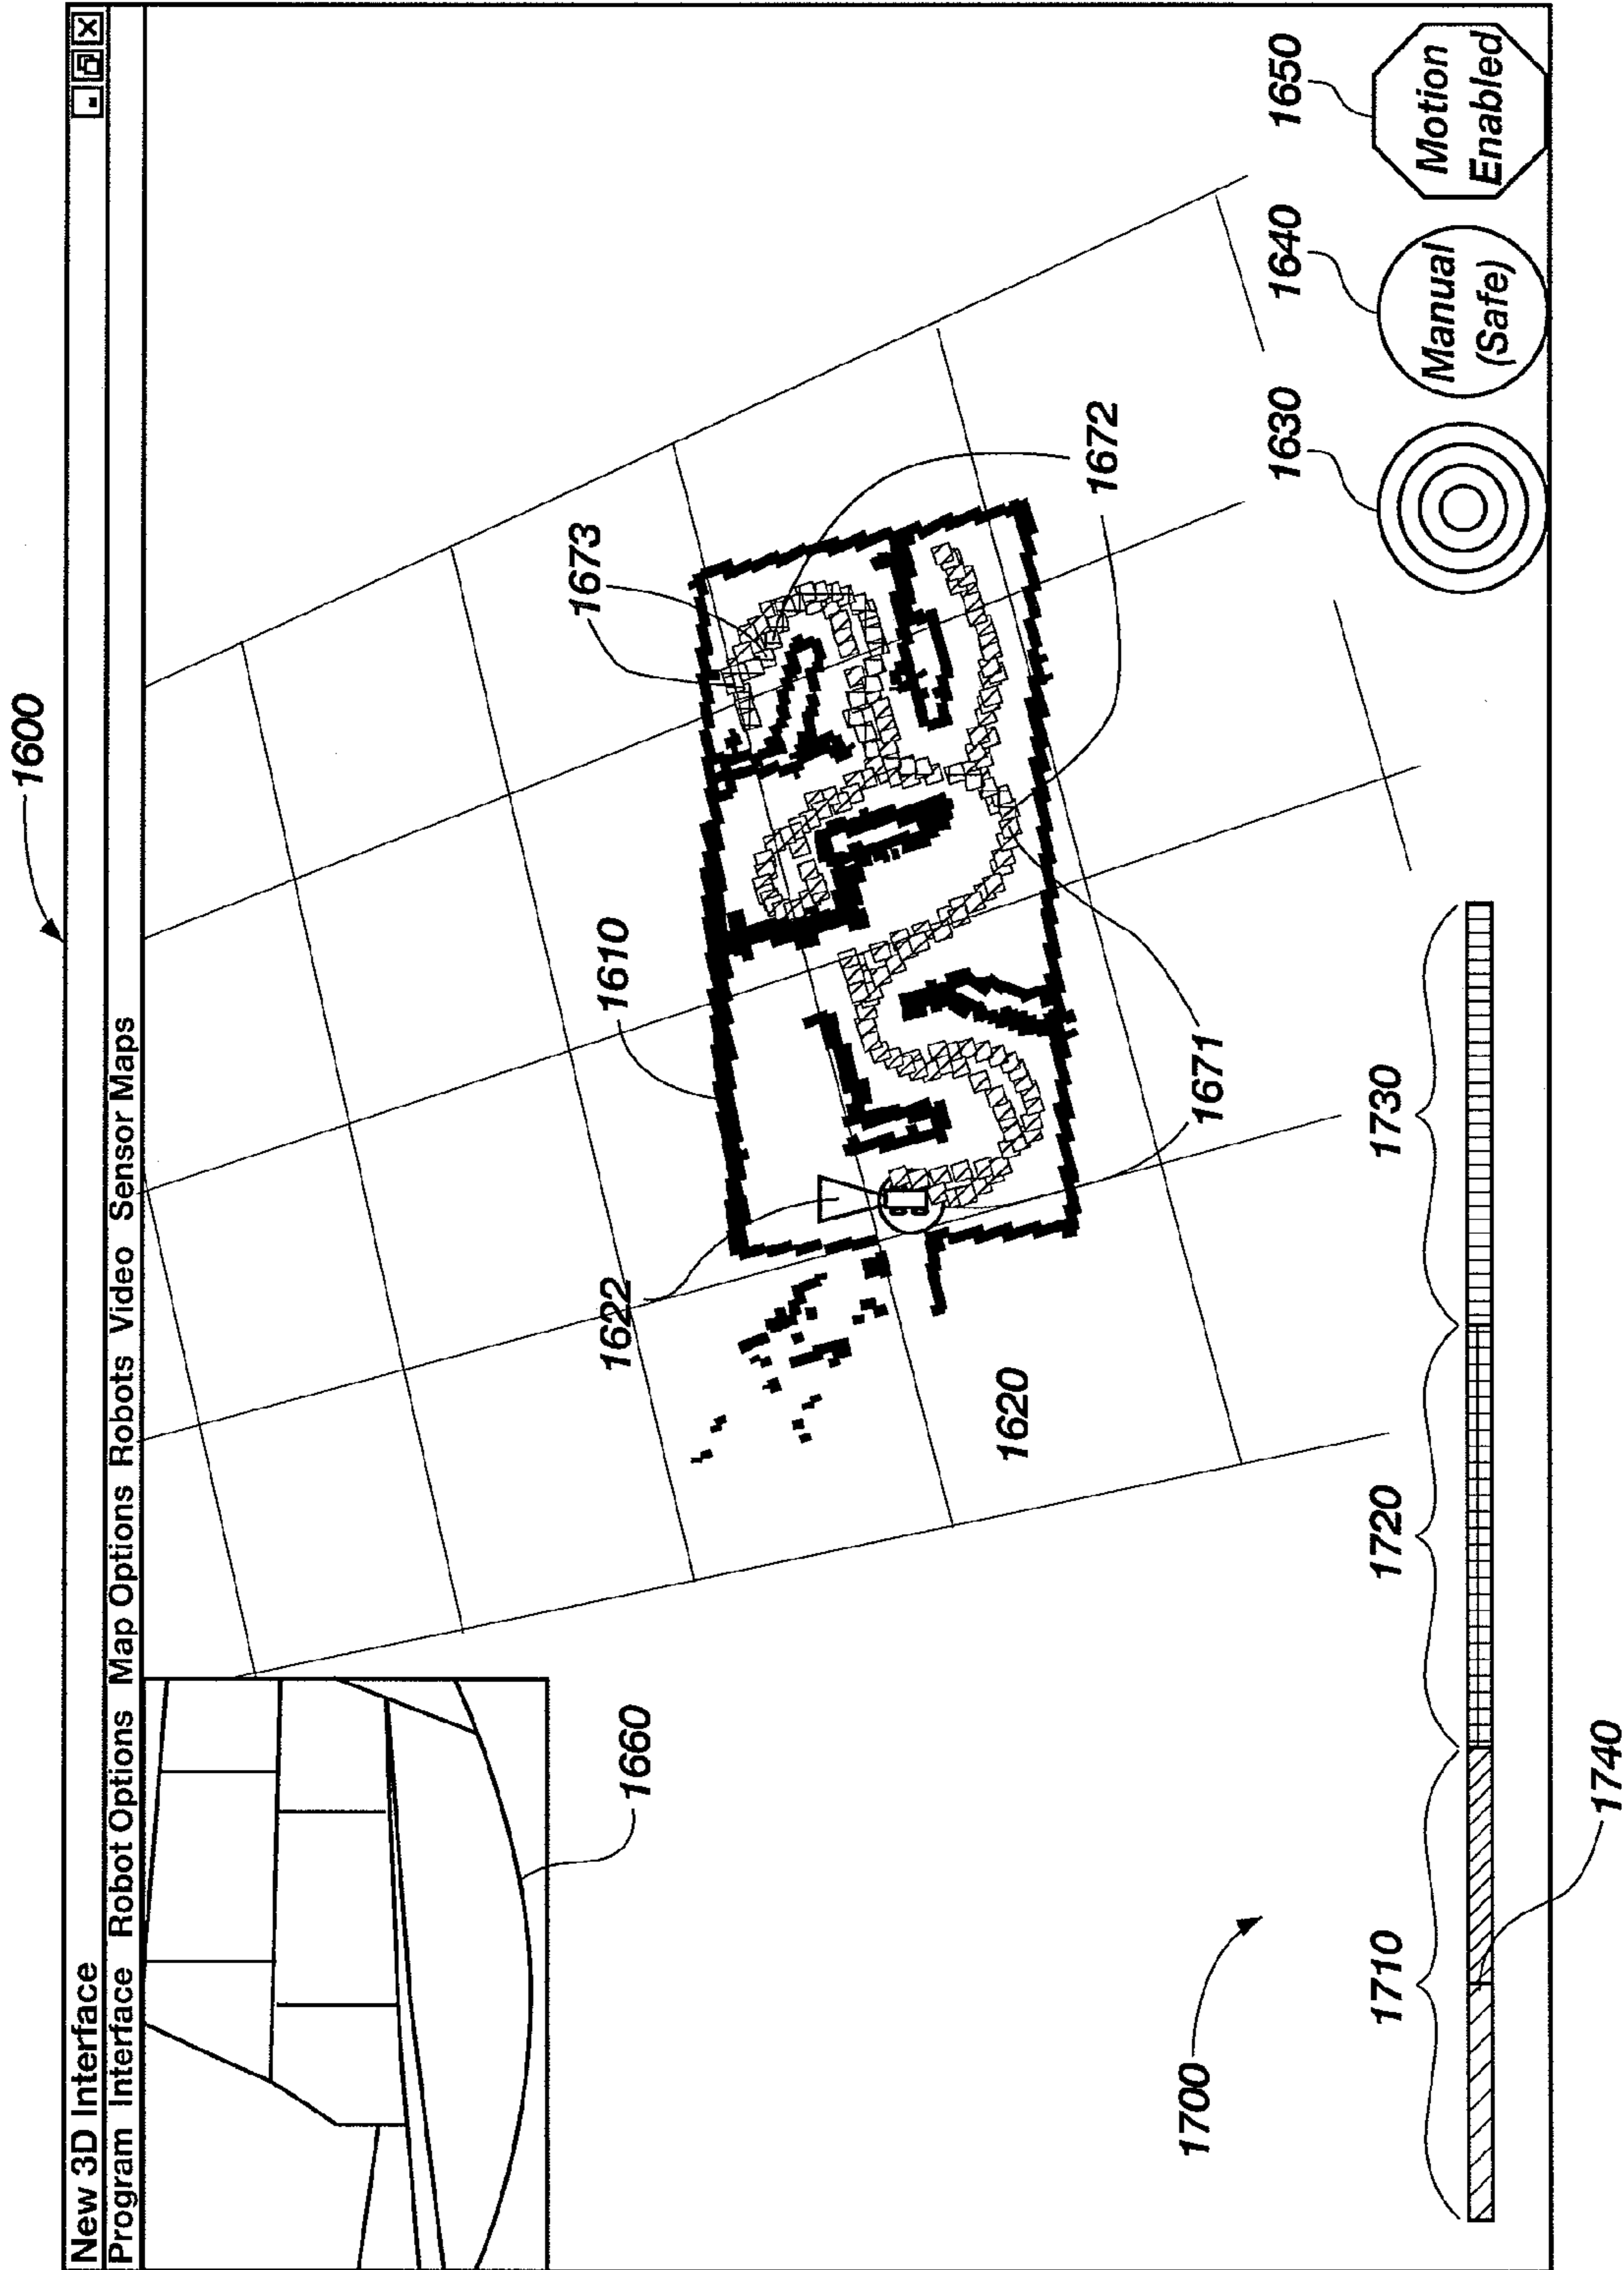 1600
New 3D Interface
Program Interface Robot Options Map Options Robots Video Sensor Maps
1660
1622
1610
1673
1620
1672
1671
1700
1630
1640
1650
Manual
(Safe)
Motion
Enabled
1710
1720
1730
1740